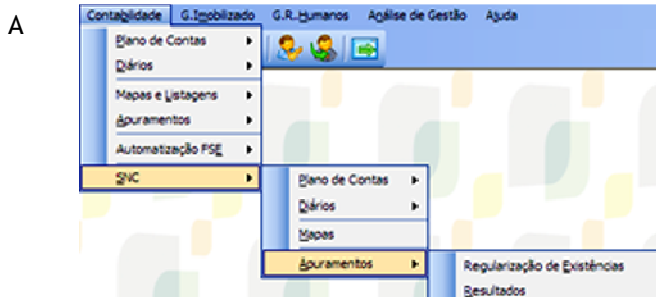 A
Contabilidade G.Imobilizado G.R.Humanos Análise de Gestão Ajuda
Plano de Contas
Diários
Mapas e Listagens
Apuramentos
Automatização FSE
SNC
Plano de Contas
Diários
Mapas
Apuramentos
Regularização de Existências
Resultados